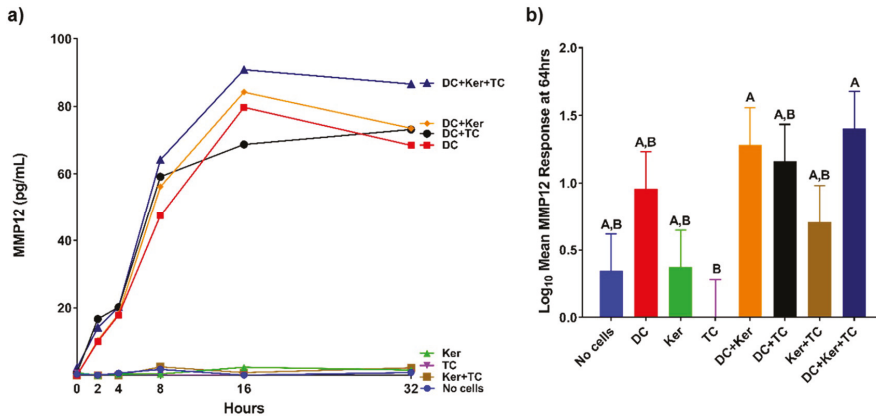 a)
MMP12 (pg/mL)
100
80
60
40
20
0 2 4 8 16 32
Hours
DC+Ker+TC
DC+Ker
DC+TC
DC
Ker
TC
Ker+TC
No cells
b)
Log10 Mean MMP12 Response at 64hrs
2.0
1.5
1.0
0.5
0.0
A,B A,B A,B B A A,B A,B A
No cells DC Ker TC DC+Ker DC+TC Ker+TC DC+Ker+TC